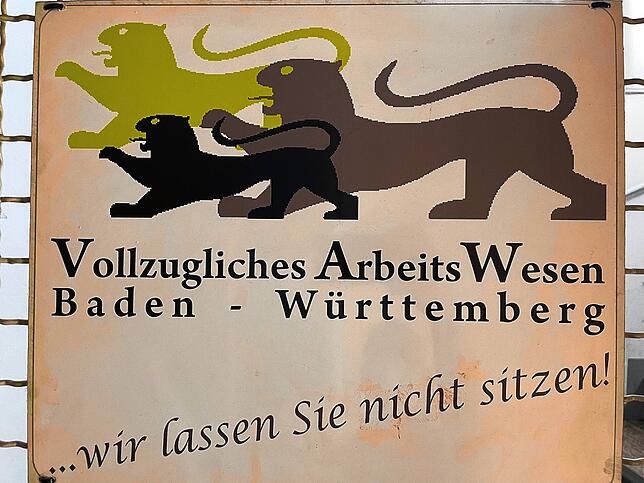 Vollzugliches ArbeitsWesen
Baden - Württemberg
...wir lassen Sie nicht sitzen!